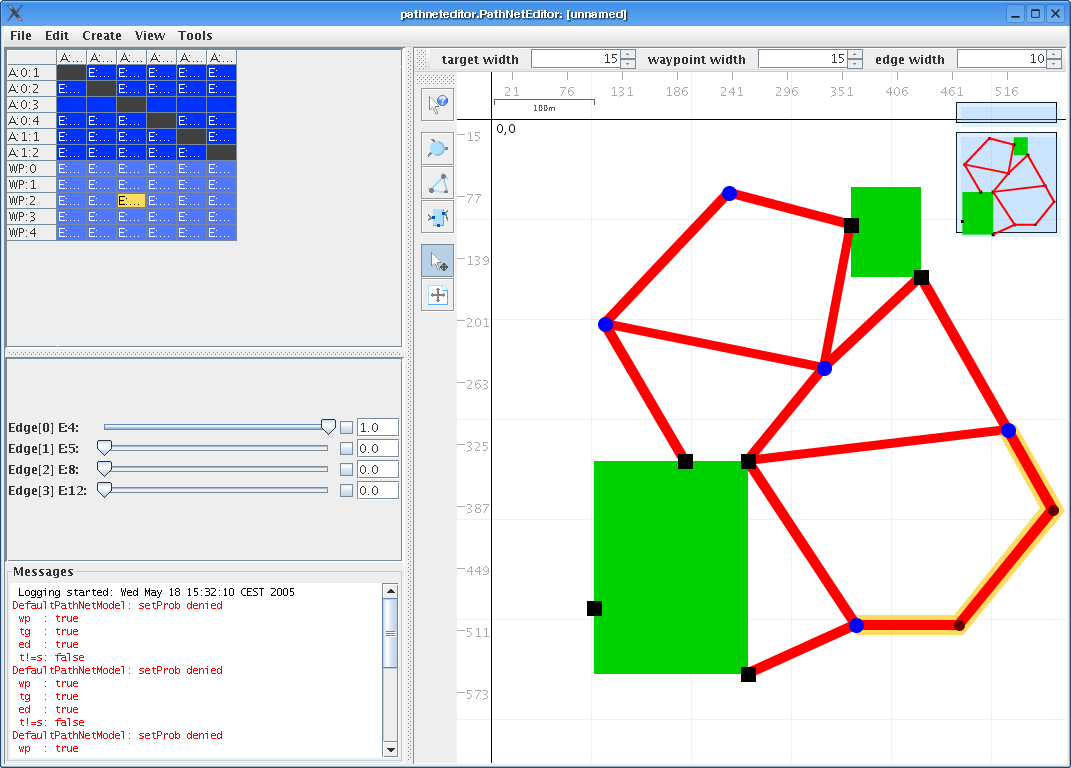 pathneteditor.PathNetEditor: [unnamed]
File Edit Create View Tools
A:... A:... A:... A:... A:... A:...
A:0:1 E:... E:... E:... E:... E:...
A:0:2 E:... E:... E:... E:... E:...
A:0:3
A:0:4 E:... E:... E:... E:... E:...
A:1:1 E:... E:... E:... E:... E:...
A:1:2 E:... E:... E:... E:... E:...
WP:0 E:... E:... E:... E:... E:... E:...
WP:1 E:... E:... E:... E:... E:... E:...
WP:2 E:... E:... E:... E:... E:... E:...
WP:3 E:... E:... E:... E:... E:... E:...
WP:4 E:... E:... E:... E:... E:... E:...
Edge[0] E:4: 1.0
Edge[1] E:5: 0.0
Edge[2] E:8: 0.0
Edge[3] E:12: 0.0
Messages
Logging started: Wed May 18 15:32:10 CEST 2005
DefaultPathNetModel: setProb denied
wp : true
tg : true
ed : true
t!=s: false
DefaultPathNetModel: setProb denied
wp : true
tg : true
ed : true
t!=s: false
DefaultPathNetModel: setProb denied
wp : true
target width 15 waypoint width 15 edge width 10
21 76 131 186 241 296 351 406 461 516
100m
0,0
15
77
139
201
263
325
387
449
511
573